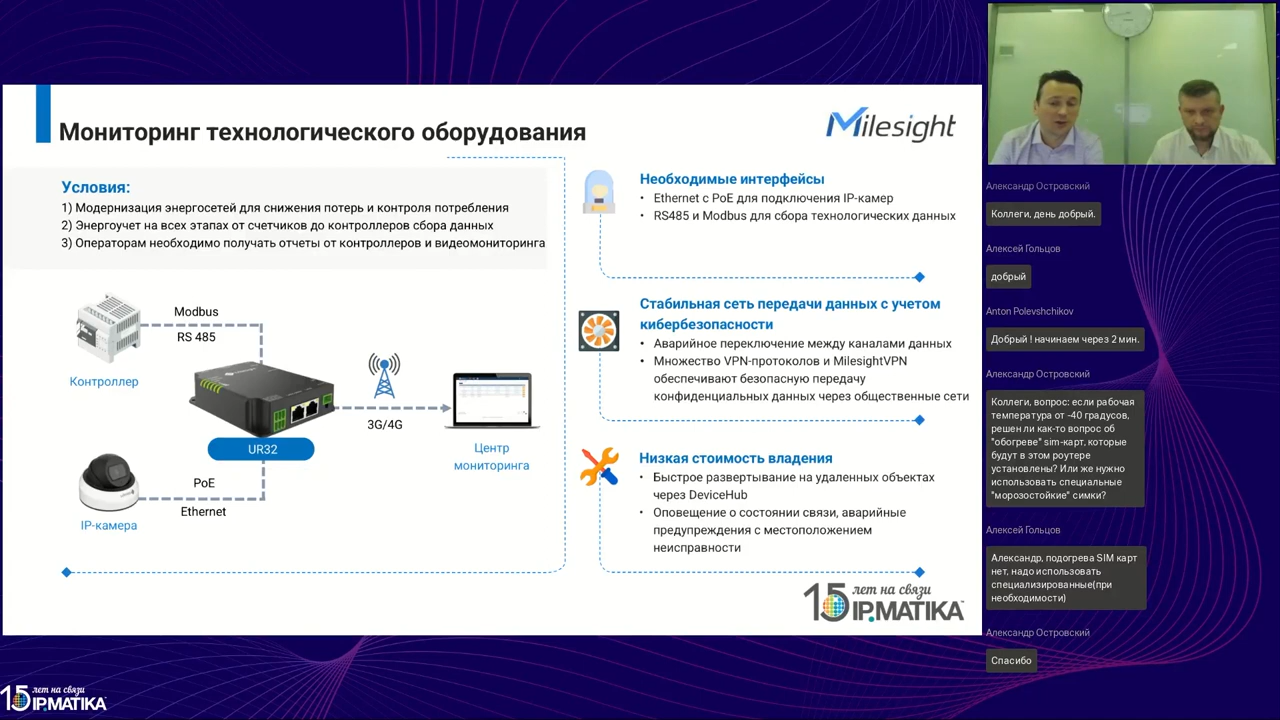 Мониторинг технологического оборудования
Milesight
Условия:
1) Модернизация энергосетей для снижения потерь и контроля потребления
2) Энергоучет на всех этапах от счетчиков до контроллеров сбора данных
3) Операторам необходимо получать отчеты от контроллеров и видеомониторинга
Modbus
RS 485
Контроллер
UR32
3G/4G
Центр
мониторинга
PoE
Ethernet
IP-камера
Необходимые интерфейсы
• Ethernet с PoE для подключения IP-камер
• RS485 и Modbus для сбора технологических данных
Стабильная сеть передачи данных с учетом
кибербезопасности
• Аварийное переключение между каналами данных
• Множество VPN-протоколов и MilesightVPN
обеспечивают безопасную передачу
конфиденциальных данных через общественные сети
Низкая стоимость владения
• Быстрое развертывание на удаленных объектах
через DeviceHub
• Оповещение о состоянии связи, аварийные
предупреждения с местоположением
неисправности
15 лет на связи
IP.MATIKA
15 лет на связи
IP.MATIKA
Александр Островский
Коллеги, день добрый.
Алексей Гольцов
добрый
Anton Polevshchikov
Добрый ! начинаем через 2 мин.
Александр Островский
Коллеги, вопрос: если рабочая
температура от -40 градусов,
решен ли как-то вопрос об
"обогреве" sim-карт, которые
будут в этом роутере
установлены? Или же нужно
использовать специальные
"морозостойкие" симки?
Алексей Гольцов
Александр, подогрева SIM карт
нет, надо использовать
специализированные(при
необходимости)
Александр Островский
Спасибо